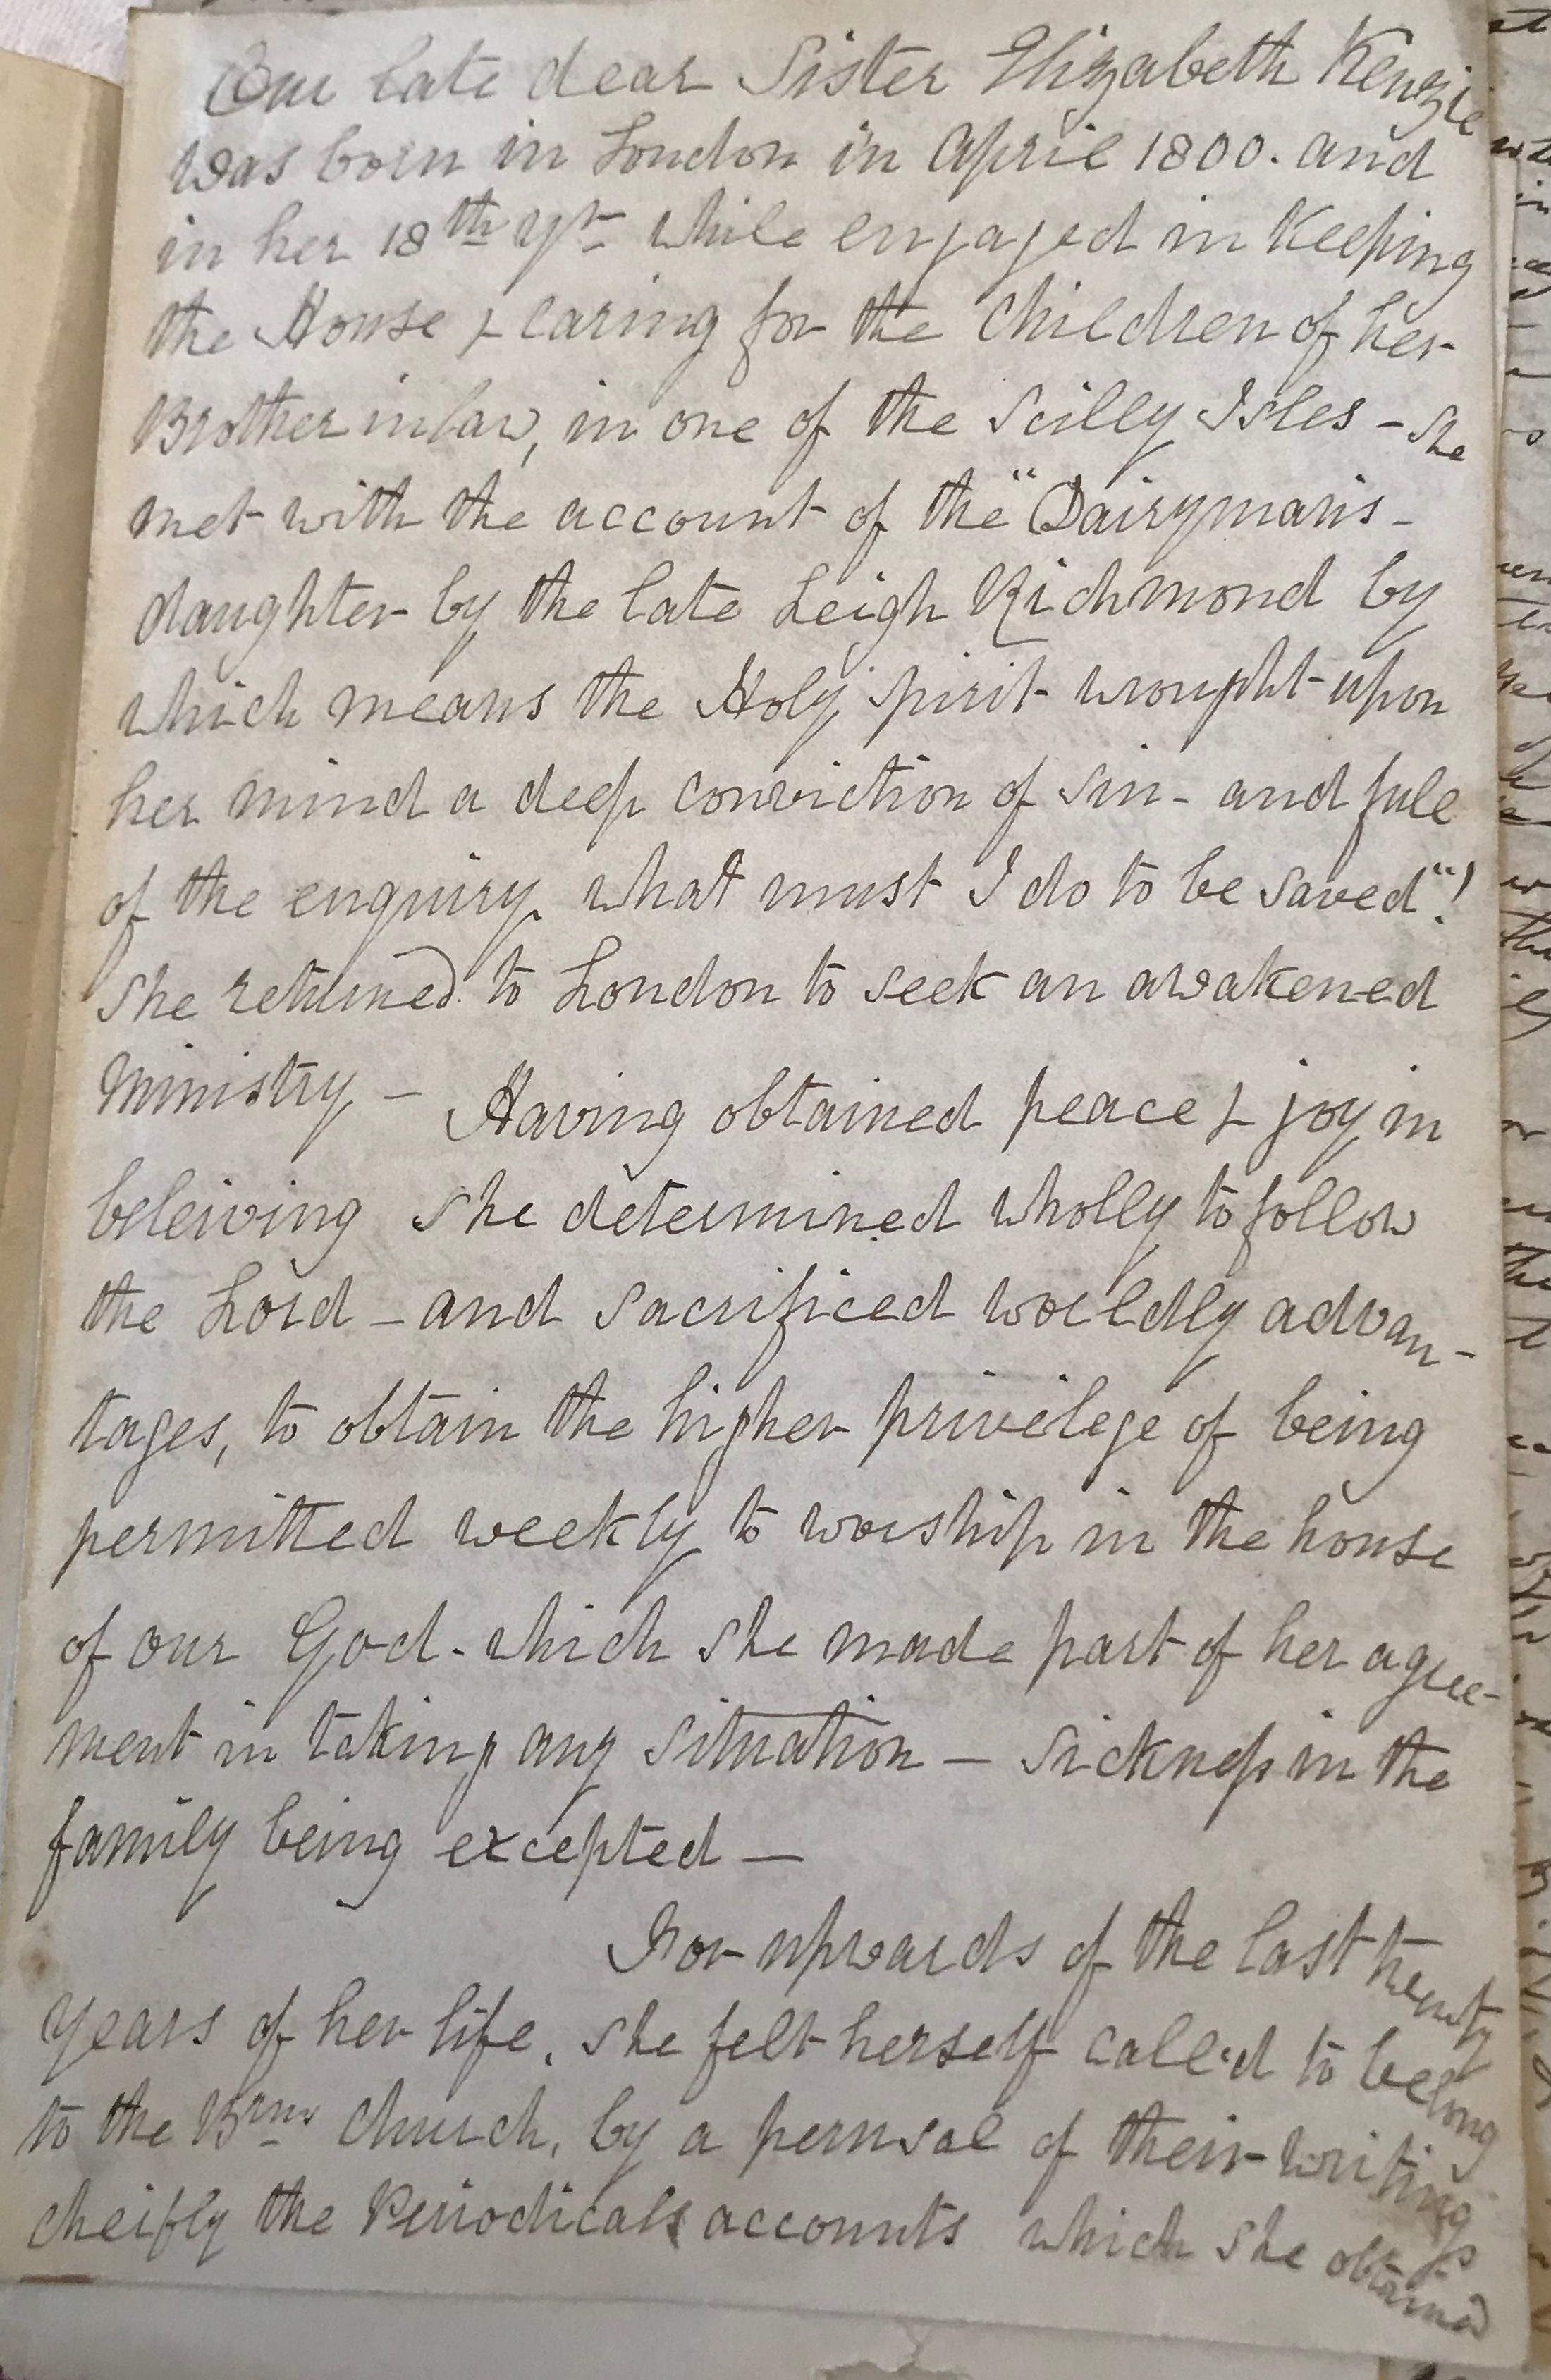 Our late dear Sister Elizabeth Kenzie
was born in London in April 1800. and
in her 18th yr while engaged in Keeping
the House & caring for the Children of her
Brother inlaw, in one of the Scilly Isles - she
met with the account of the "Dairymans-
daughter by the late Leigh Richmond by
which means the Holy Spirit wrought upon
her mind a deep conviction of sin - and full
of the enquiry what must I do to be saved"!
She returned to London to seek an awakened
ministry - Having obtained peace & joy in
beleiving she determined wholly to follow
the Lord - and sacrificed worldly advan-
tages, to obtain the higher privilege of being
permitted weekly to worship in the house
of our God - which she made part of her agree-
ment in taking any situation - sickness in the
family being excepted -
For upwards of the last twenty
years of her life, she felt herself called to belong
to the Brns church, by a perusal of their writings
cheifly the Periodicals accounts which she obtained